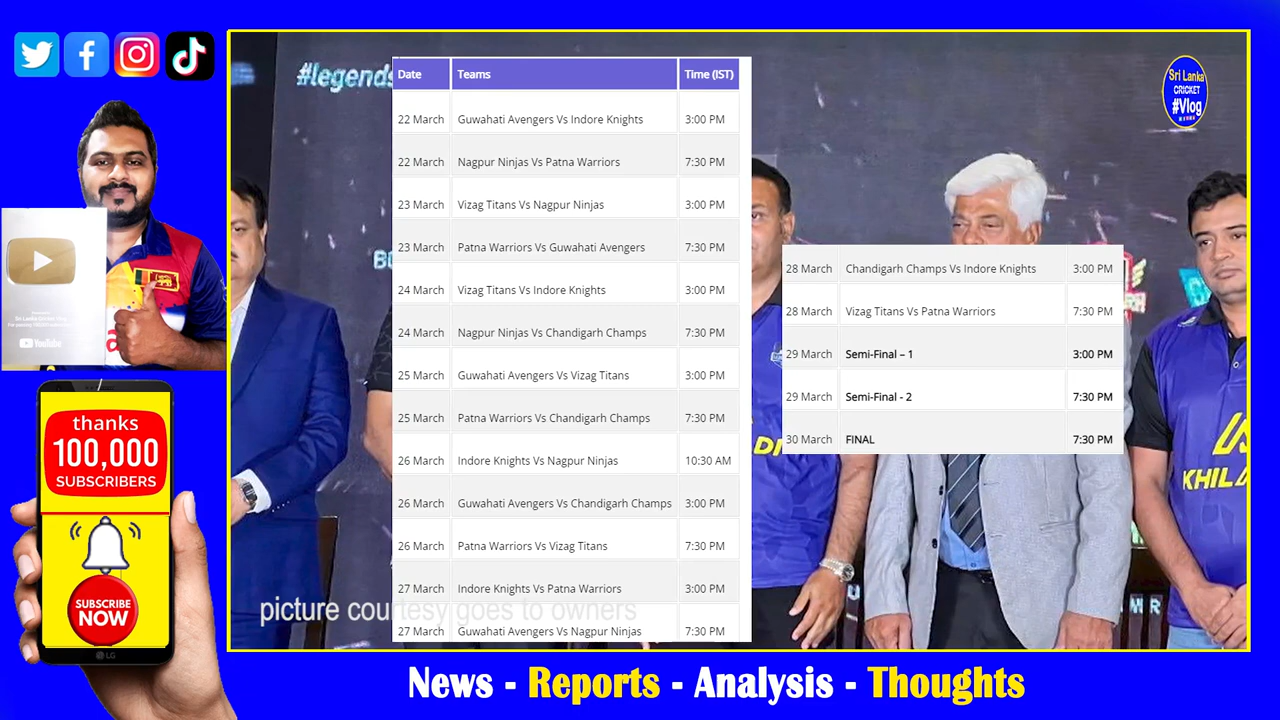 #legends
Date Teams Time (IST)
22 March Guwahati Avengers Vs Indore Knights 3:00 PM
22 March Nagpur Ninjas Vs Patna Warriors 7:30 PM
23 March Vizag Titans Vs Nagpur Ninjas 3:00 PM
23 March Patna Warriors Vs Guwahati Avengers 7:30 PM
24 March Vizag Titans Vs Indore Knights 3:00 PM
24 March Nagpur Ninjas Vs Chandigarh Champs 7:30 PM
25 March Guwahati Avengers Vs Vizag Titans 3:00 PM
25 March Patna Warriors Vs Chandigarh Champs 7:30 PM
26 March Indore Knights Vs Nagpur Ninjas 10:30 AM
26 March Guwahati Avengers Vs Chandigarh Champs 3:00 PM
26 March Patna Warriors Vs Vizag Titans 7:30 PM
27 March Indore Knights Vs Patna Warriors 3:00 PM
27 March Guwahati Avengers Vs Nagpur Ninjas 7:30 PM
28 March Chandigarh Champs Vs Indore Knights 3:00 PM
28 March Vizag Titans Vs Patna Warriors 7:30 PM
29 March Semi-Final – 1 3:00 PM
29 March Semi-Final - 2 7:30 PM
30 March FINAL 7:30 PM
Sri Lanka
CRICKET
#Vlog
KHIL
picture courtesy goes to owners
YouTube
thanks
100,000
SUBSCRIBERS
SUBSCRIBE
NOW
LG
News - Reports - Analysis - Thoughts